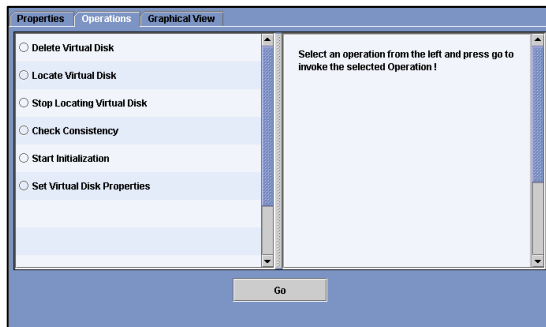 Properties Operations Graphical View
Delete Virtual Disk
Locate Virtual Disk
Stop Locating Virtual Disk
Check Consistency
Start Initialization
Set Virtual Disk Properties
Select an operation from the left and press go to
invoke the selected Operation !
Go